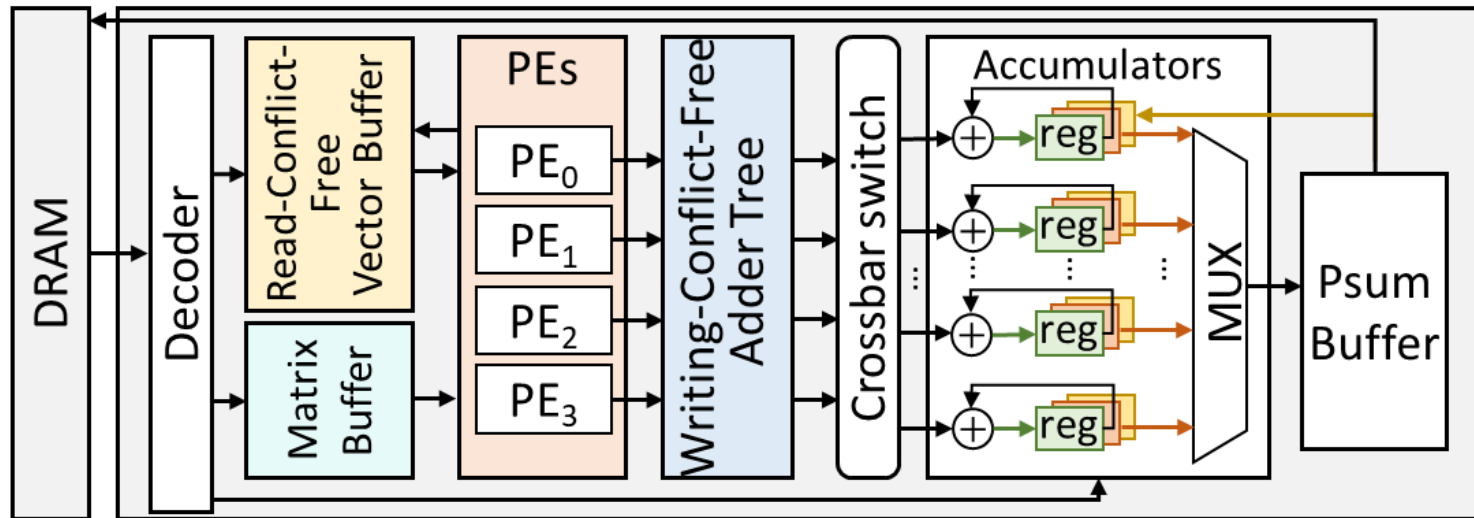 DRAM
Decoder
Read-Conflict-
Free
Vector Buffer
Matrix
Buffer
PEs
PE0
PE1
PE2
PE3
Writing-Conflict-Free
Adder Tree
Crossbar switch
...
Accumulators
+
reg
+
reg
...
...
...
+
reg
+
reg
MUX
Psum
Buffer